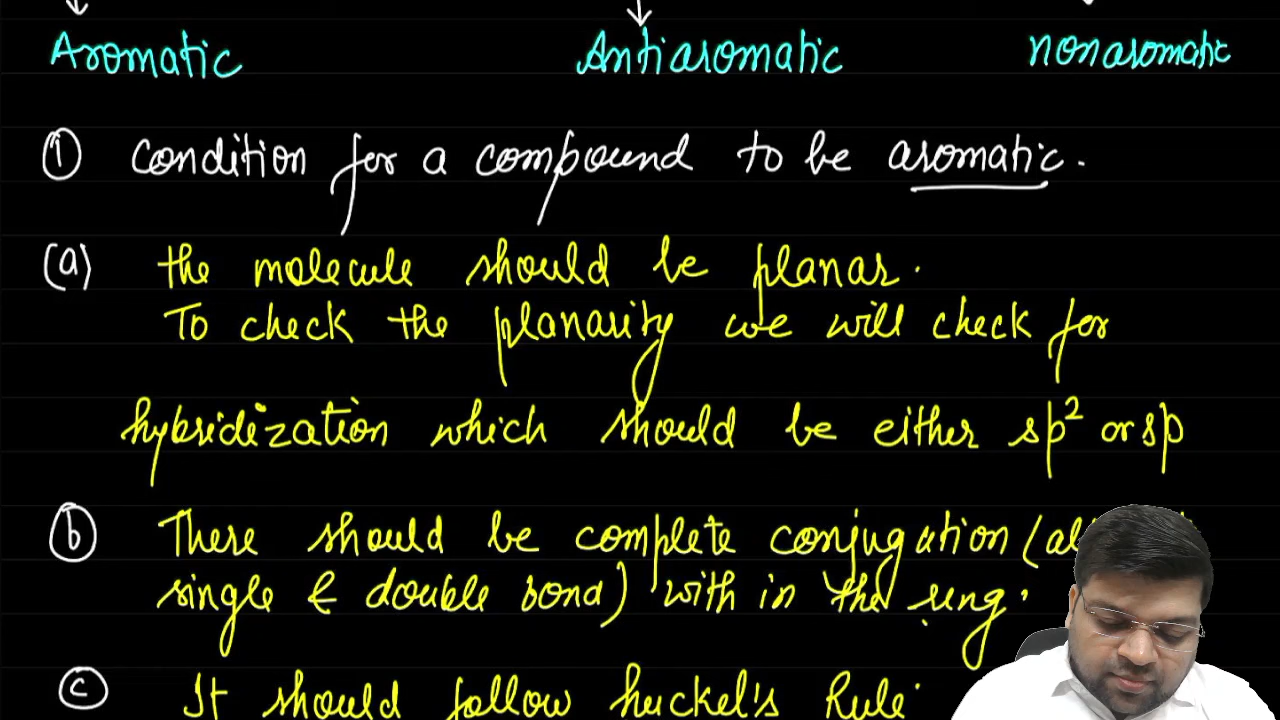 Aromatic Antiaromatic nonaromatic
① Condition for a compound to be aromatic.
(a) the molecule should be planar.
To check the planarity we will check for
hybridization which should be either sp² or sp
ⓑ There should be complete conjugation (
single & double bond) with in the ring.
ⓒ It should follow huckel's Rule